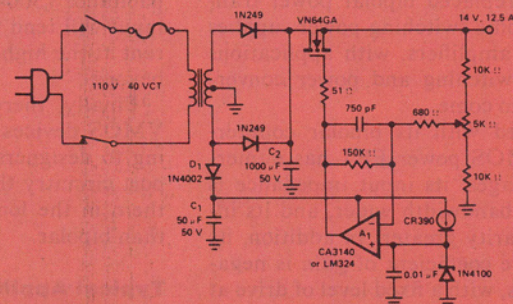 1N249
VN64GA
14 V, 12.5 A
110 V : 40 VCT
10K Ω
51 Ω
750 pF
680 Ω
5K Ω
1N249
C2
1000 µF
50 V
150K Ω
D1
1N4002
10K Ω
C1
50 µF
50 V
A1
CR390
CA3140
or LM324
0.01 µF
1N4100